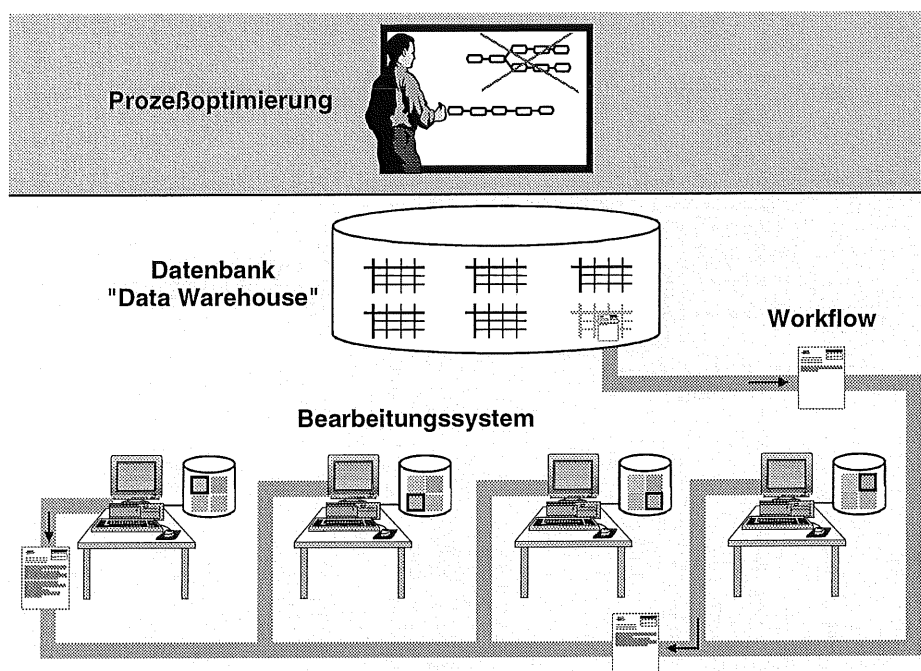 Prozeßoptimierung
Datenbank
"Data Warehouse"
Workflow
Bearbeitungssystem